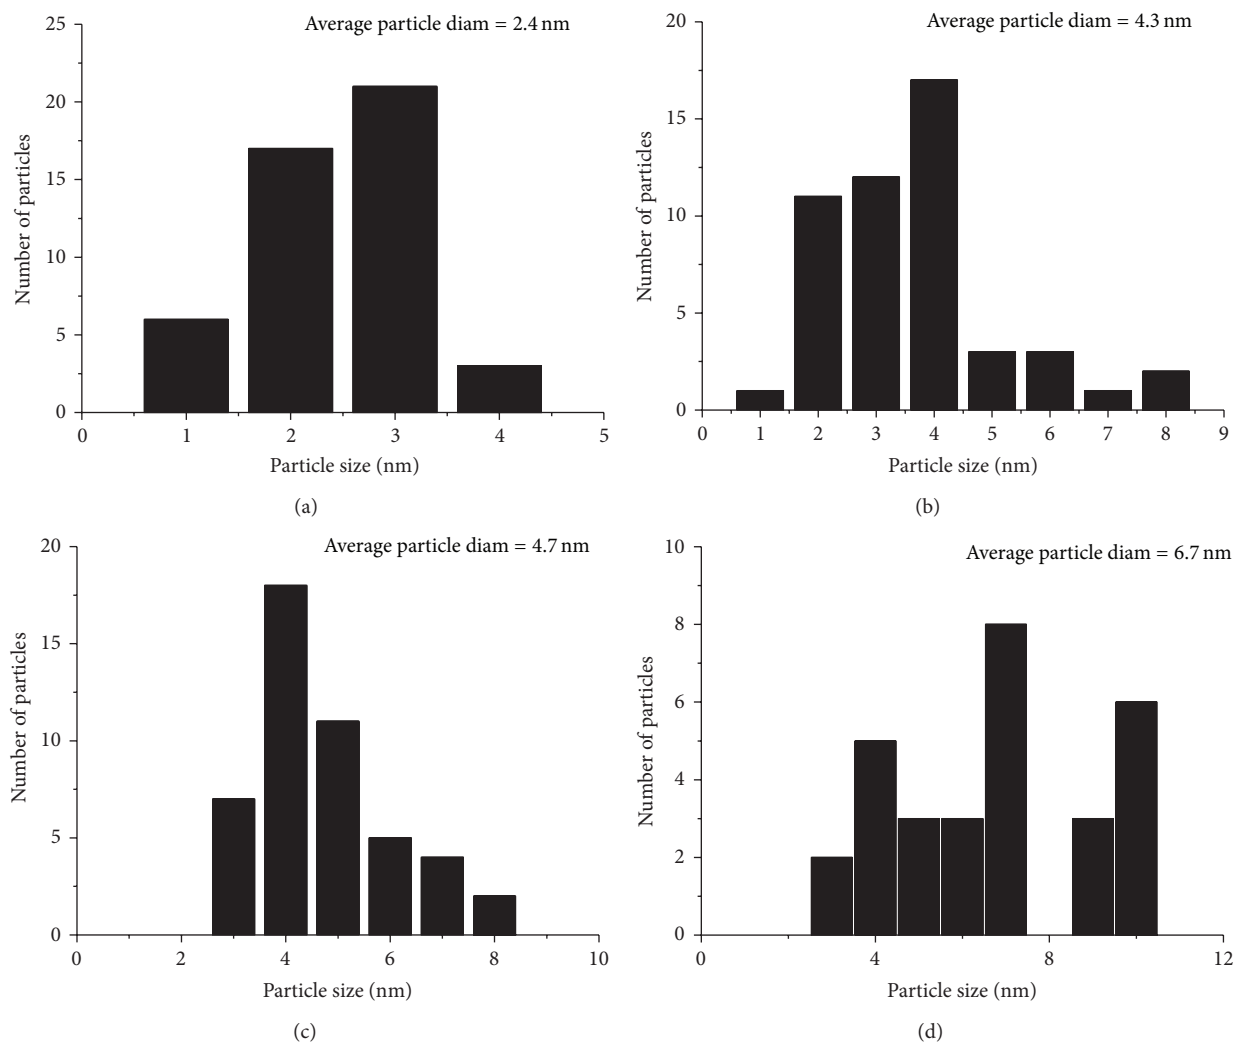 Average particle diam = 2.4 nm
25
20
15
10
5
0
Number of particles
0 1 2 3 4 5
Particle size (nm)
(a)
Average particle diam = 4.3 nm
20
15
10
5
0
Number of particles
0 1 2 3 4 5 6 7 8 9
Particle size (nm)
(b)
Average particle diam = 4.7 nm
20
15
10
5
0
Number of particles
0 2 4 6 8 10
Particle size (nm)
(c)
Average particle diam = 6.7 nm
10
8
6
4
2
0
Number of particles
0 4 8 12
Particle size (nm)
(d)